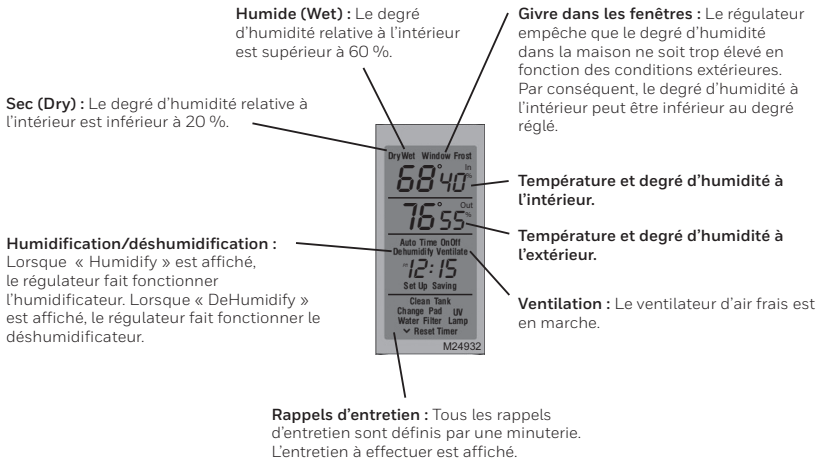 Humide (Wet) : Le degré
d'humidité relative à l'intérieur
est supérieur à 60 %.
Givre dans les fenêtres : Le régulateur
empêche que le degré d'humidité
dans la maison ne soit trop élevé en
fonction des conditions extérieures.
Par conséquent, le degré d'humidité à
l'intérieur peut être inférieur au degré
réglé.
Sec (Dry) : Le degré d'humidité relative à
l'intérieur est inférieur à 20 %.
Dry Wet Window Frost
68° 40 In %
76° 55 Out %
Auto Time On Off
Dehumidify Ventilate
12:15
Set Up Saving
Clean Tank
Change Pad UV
Water Filter Lamp
Reset Timer
M24932
Température et degré d'humidité à
l'intérieur.
Température et degré d'humidité à
l'extérieur.
Humidification/déshumidification :
Lorsque « Humidify » est affiché,
le régulateur fait fonctionner
l'humidificateur. Lorsque « DeHumidify »
est affiché, le régulateur fait fonctionner le
déshumidificateur.
Ventilation : Le ventilateur d'air frais est
en marche.
Rappels d'entretien : Tous les rappels
d'entretien sont définis par une minuterie.
L'entretien à effectuer est affiché.